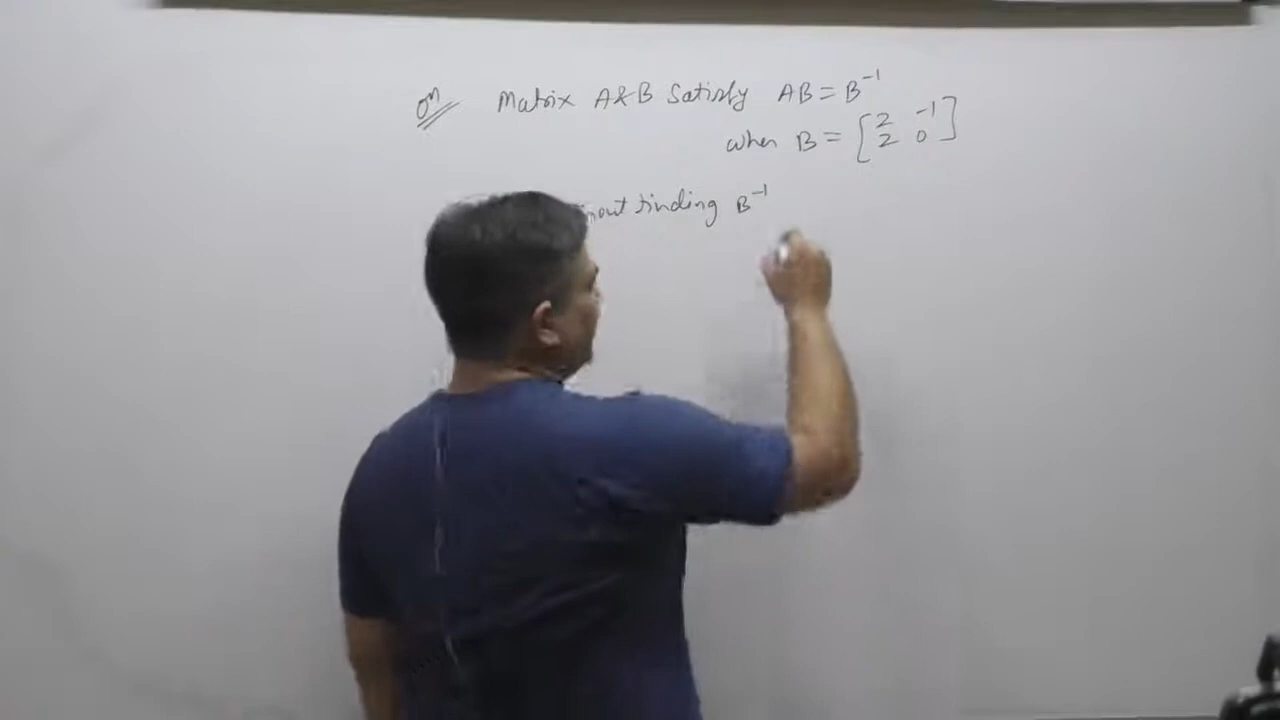 Qn Matrix A&B Satisfy AB = B⁻¹
when B = [2 -1
2 0]
finding B⁻¹